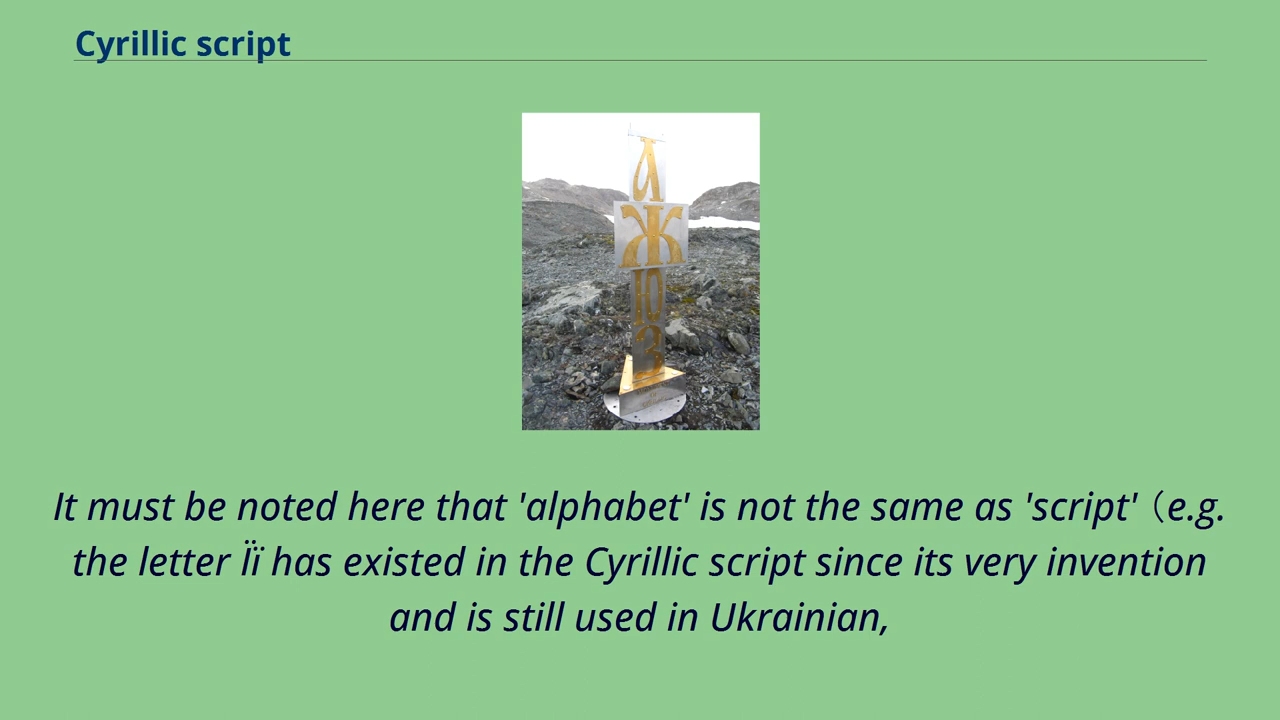 Cyrillic script
А
Ж
Ю
З
It must be noted here that 'alphabet' is not the same as 'script'（e.g.
the letter Її has existed in the Cyrillic script since its very invention
and is still used in Ukrainian,